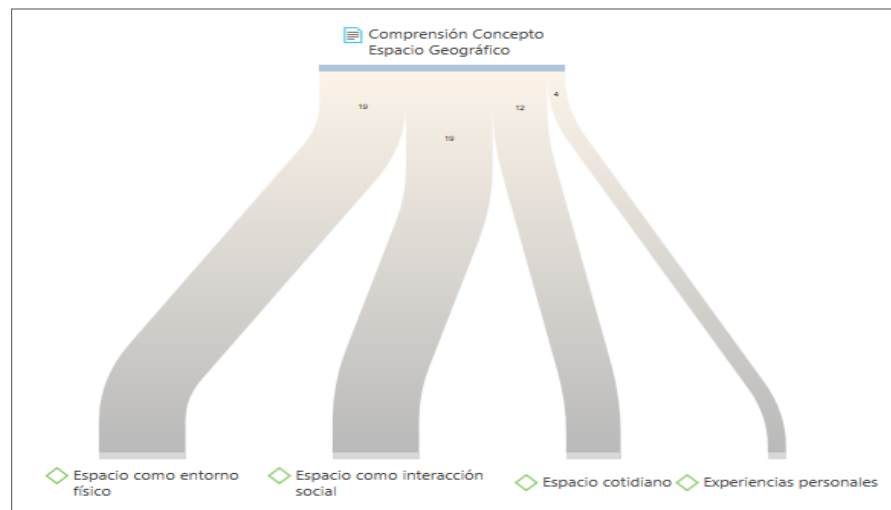 Comprensión Concepto
Espacio Geográfico
19
19
12
4
Espacio como entorno
físico
Espacio como interacción
social
Espacio cotidiano
Experiencias personales